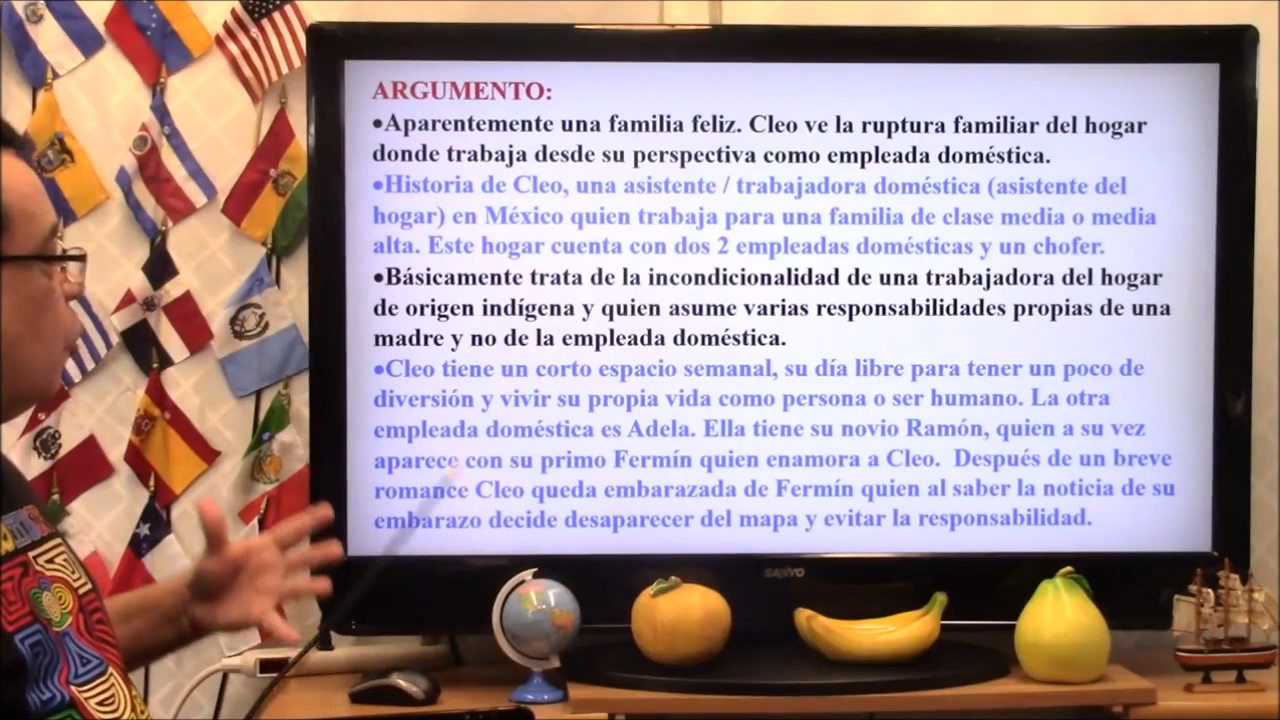 ARGUMENTO:
•Aparentemente una familia feliz. Cleo ve la ruptura familiar del hogar
donde trabaja desde su perspectiva como empleada doméstica.
•Historia de Cleo, una asistente / trabajadora doméstica (asistente del
hogar) en México quien trabaja para una familia de clase media o media
alta. Este hogar cuenta con dos 2 empleadas domésticas y un chofer.
•Básicamente trata de la incondicionalidad de una trabajadora del hogar
de origen indígena y quien asume varias responsabilidades propias de una
madre y no de la empleada doméstica.
•Cleo tiene un corto espacio semanal, su día libre para tener un poco de
diversión y vivir su propia vida como persona o ser humano. La otra
empleada doméstica es Adela. Ella tiene su novio Ramón, quien a su vez
aparece con su primo Fermín quien enamora a Cleo. Después de un breve
romance Cleo queda embarazada de Fermín quien al saber la noticia de su
embarazo decide desaparecer del mapa y evitar la responsabilidad.
SANYO